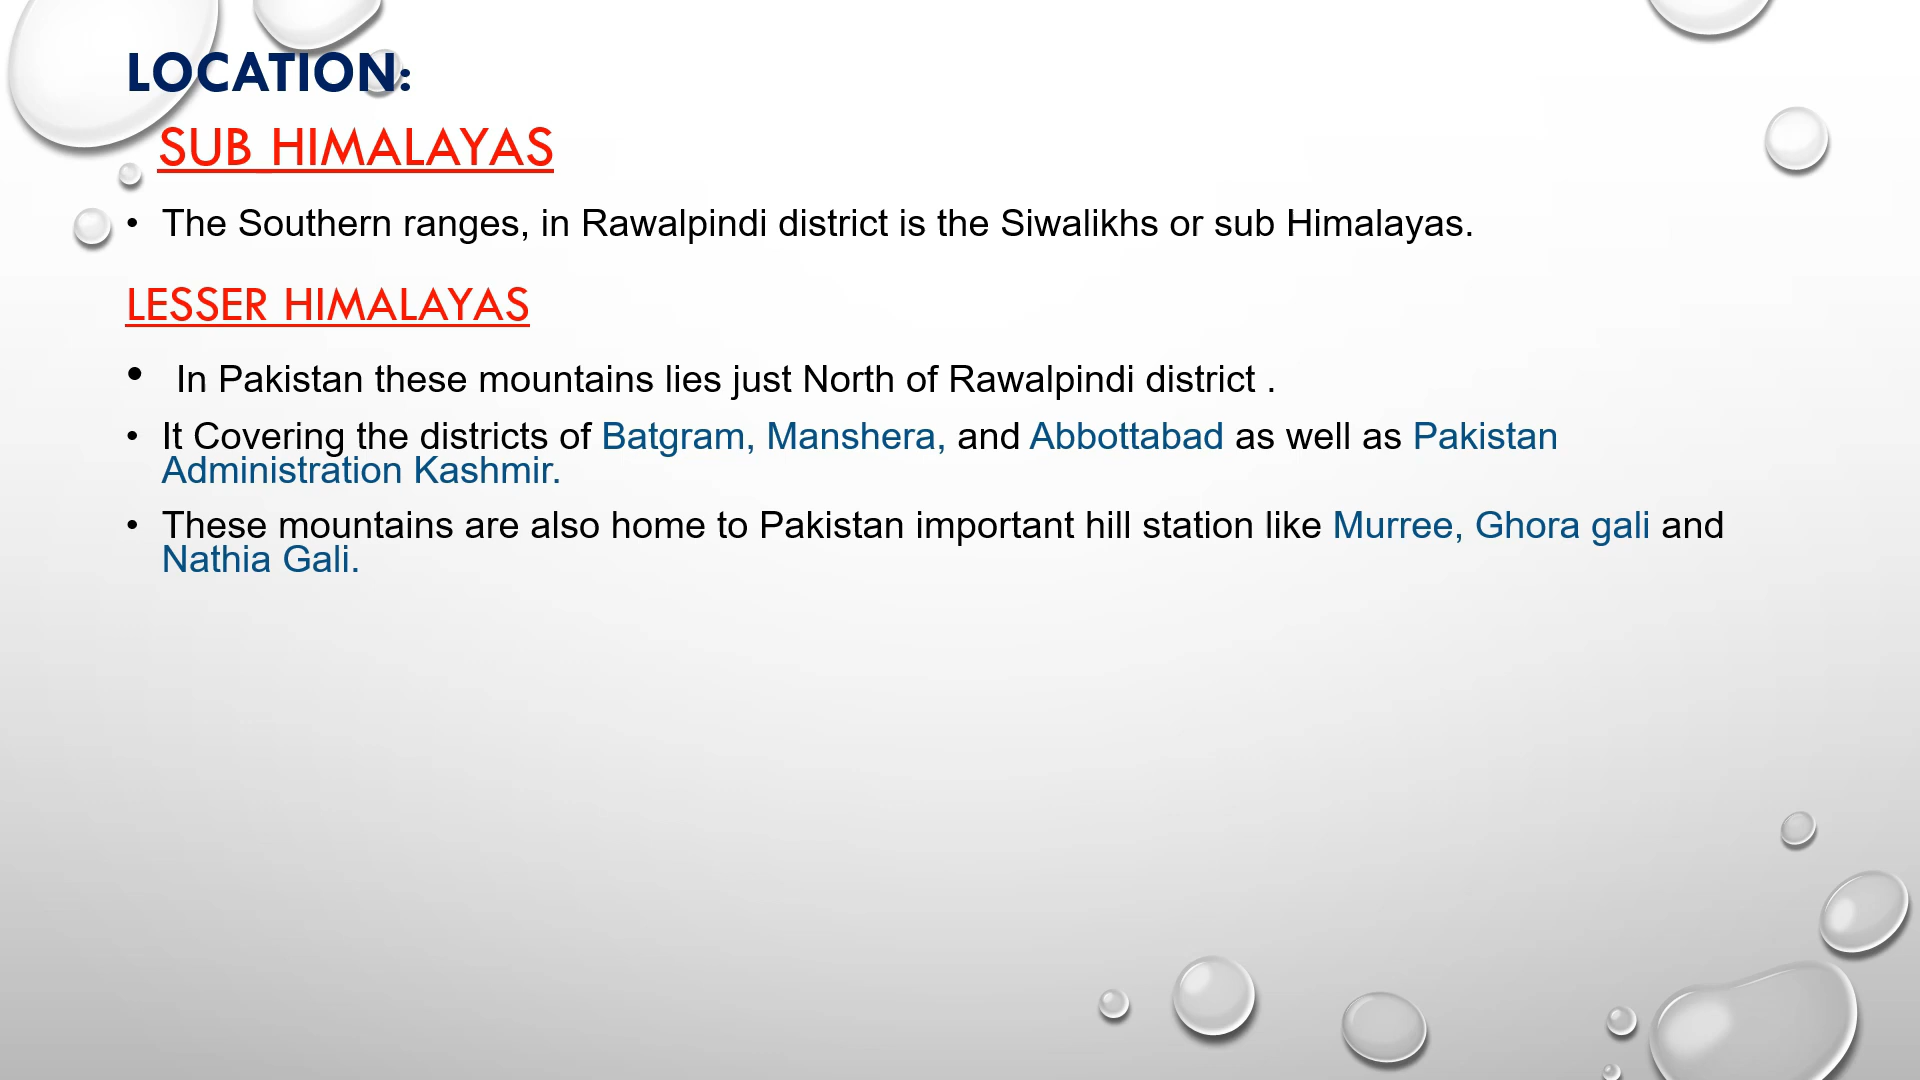 LOCATION:
SUB HIMALAYAS
• The Southern ranges, in Rawalpindi district is the Siwalikhs or sub Himalayas.
LESSER HIMALAYAS
• In Pakistan these mountains lies just North of Rawalpindi district .
• It Covering the districts of Batgram, Manshera, and Abbottabad as well as Pakistan
Administration Kashmir.
• These mountains are also home to Pakistan important hill station like Murree, Ghora gali and
Nathia Gali.